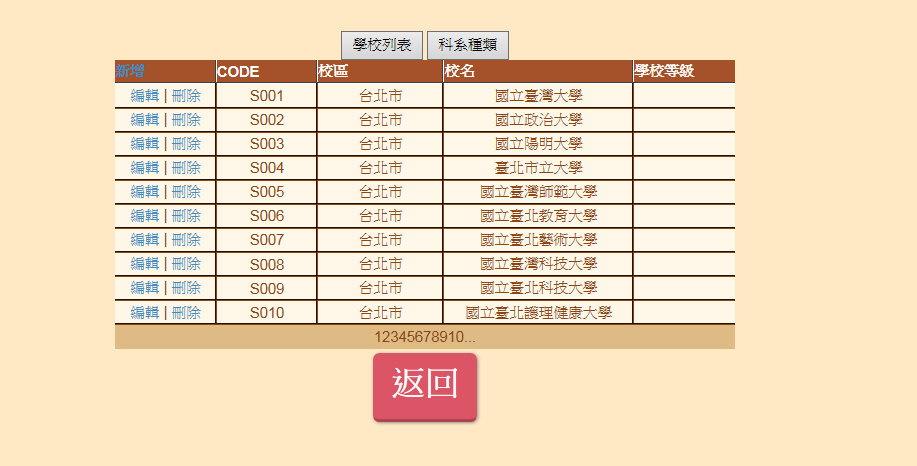 學校列表 科系種類
新增 CODE 校區 校名 學校等級
編輯 | 刪除 S001 台北市 國立臺灣大學
編輯 | 刪除 S002 台北市 國立政治大學
編輯 | 刪除 S003 台北市 國立陽明大學
編輯 | 刪除 S004 台北市 臺北市立大學
編輯 | 刪除 S005 台北市 國立臺灣師範大學
編輯 | 刪除 S006 台北市 國立臺北教育大學
編輯 | 刪除 S007 台北市 國立臺北藝術大學
編輯 | 刪除 S008 台北市 國立臺灣科技大學
編輯 | 刪除 S009 台北市 國立臺北科技大學
編輯 | 刪除 S010 台北市 國立臺北護理健康大學
12345678910...
返回